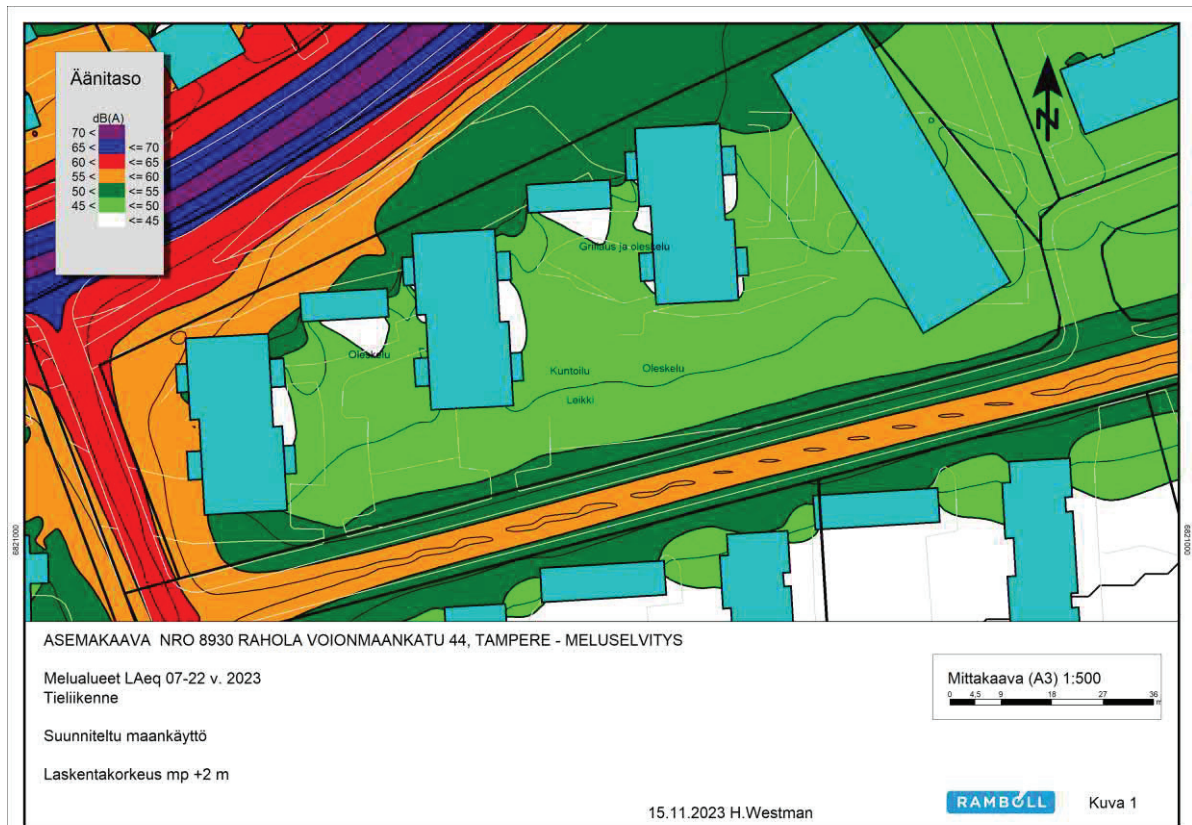 Äänitaso
dB(A)
70 <
65 < <= 70
60 < <= 65
55 < <= 60
50 < <= 55
45 < <= 50
<= 45
N
Grillaus ja oleskelu
Oleskelu
Kuntoilu
Oleskelu
Leikki
6821000
6821000
ASEMAKAAVA NRO 8930 RAHOLA VOIONMAANKATU 44, TAMPERE - MELUSELVITYS
Melualueet LAeq 07-22 v. 2023
Tieliikenne
Suunniteltu maankäyttö
Laskentakorkeus mp +2 m
Mittakaava (A3) 1:500
0 4,5 9 18 27 36
m
15.11.2023 H.Westman
RAMBOLL
Kuva 1